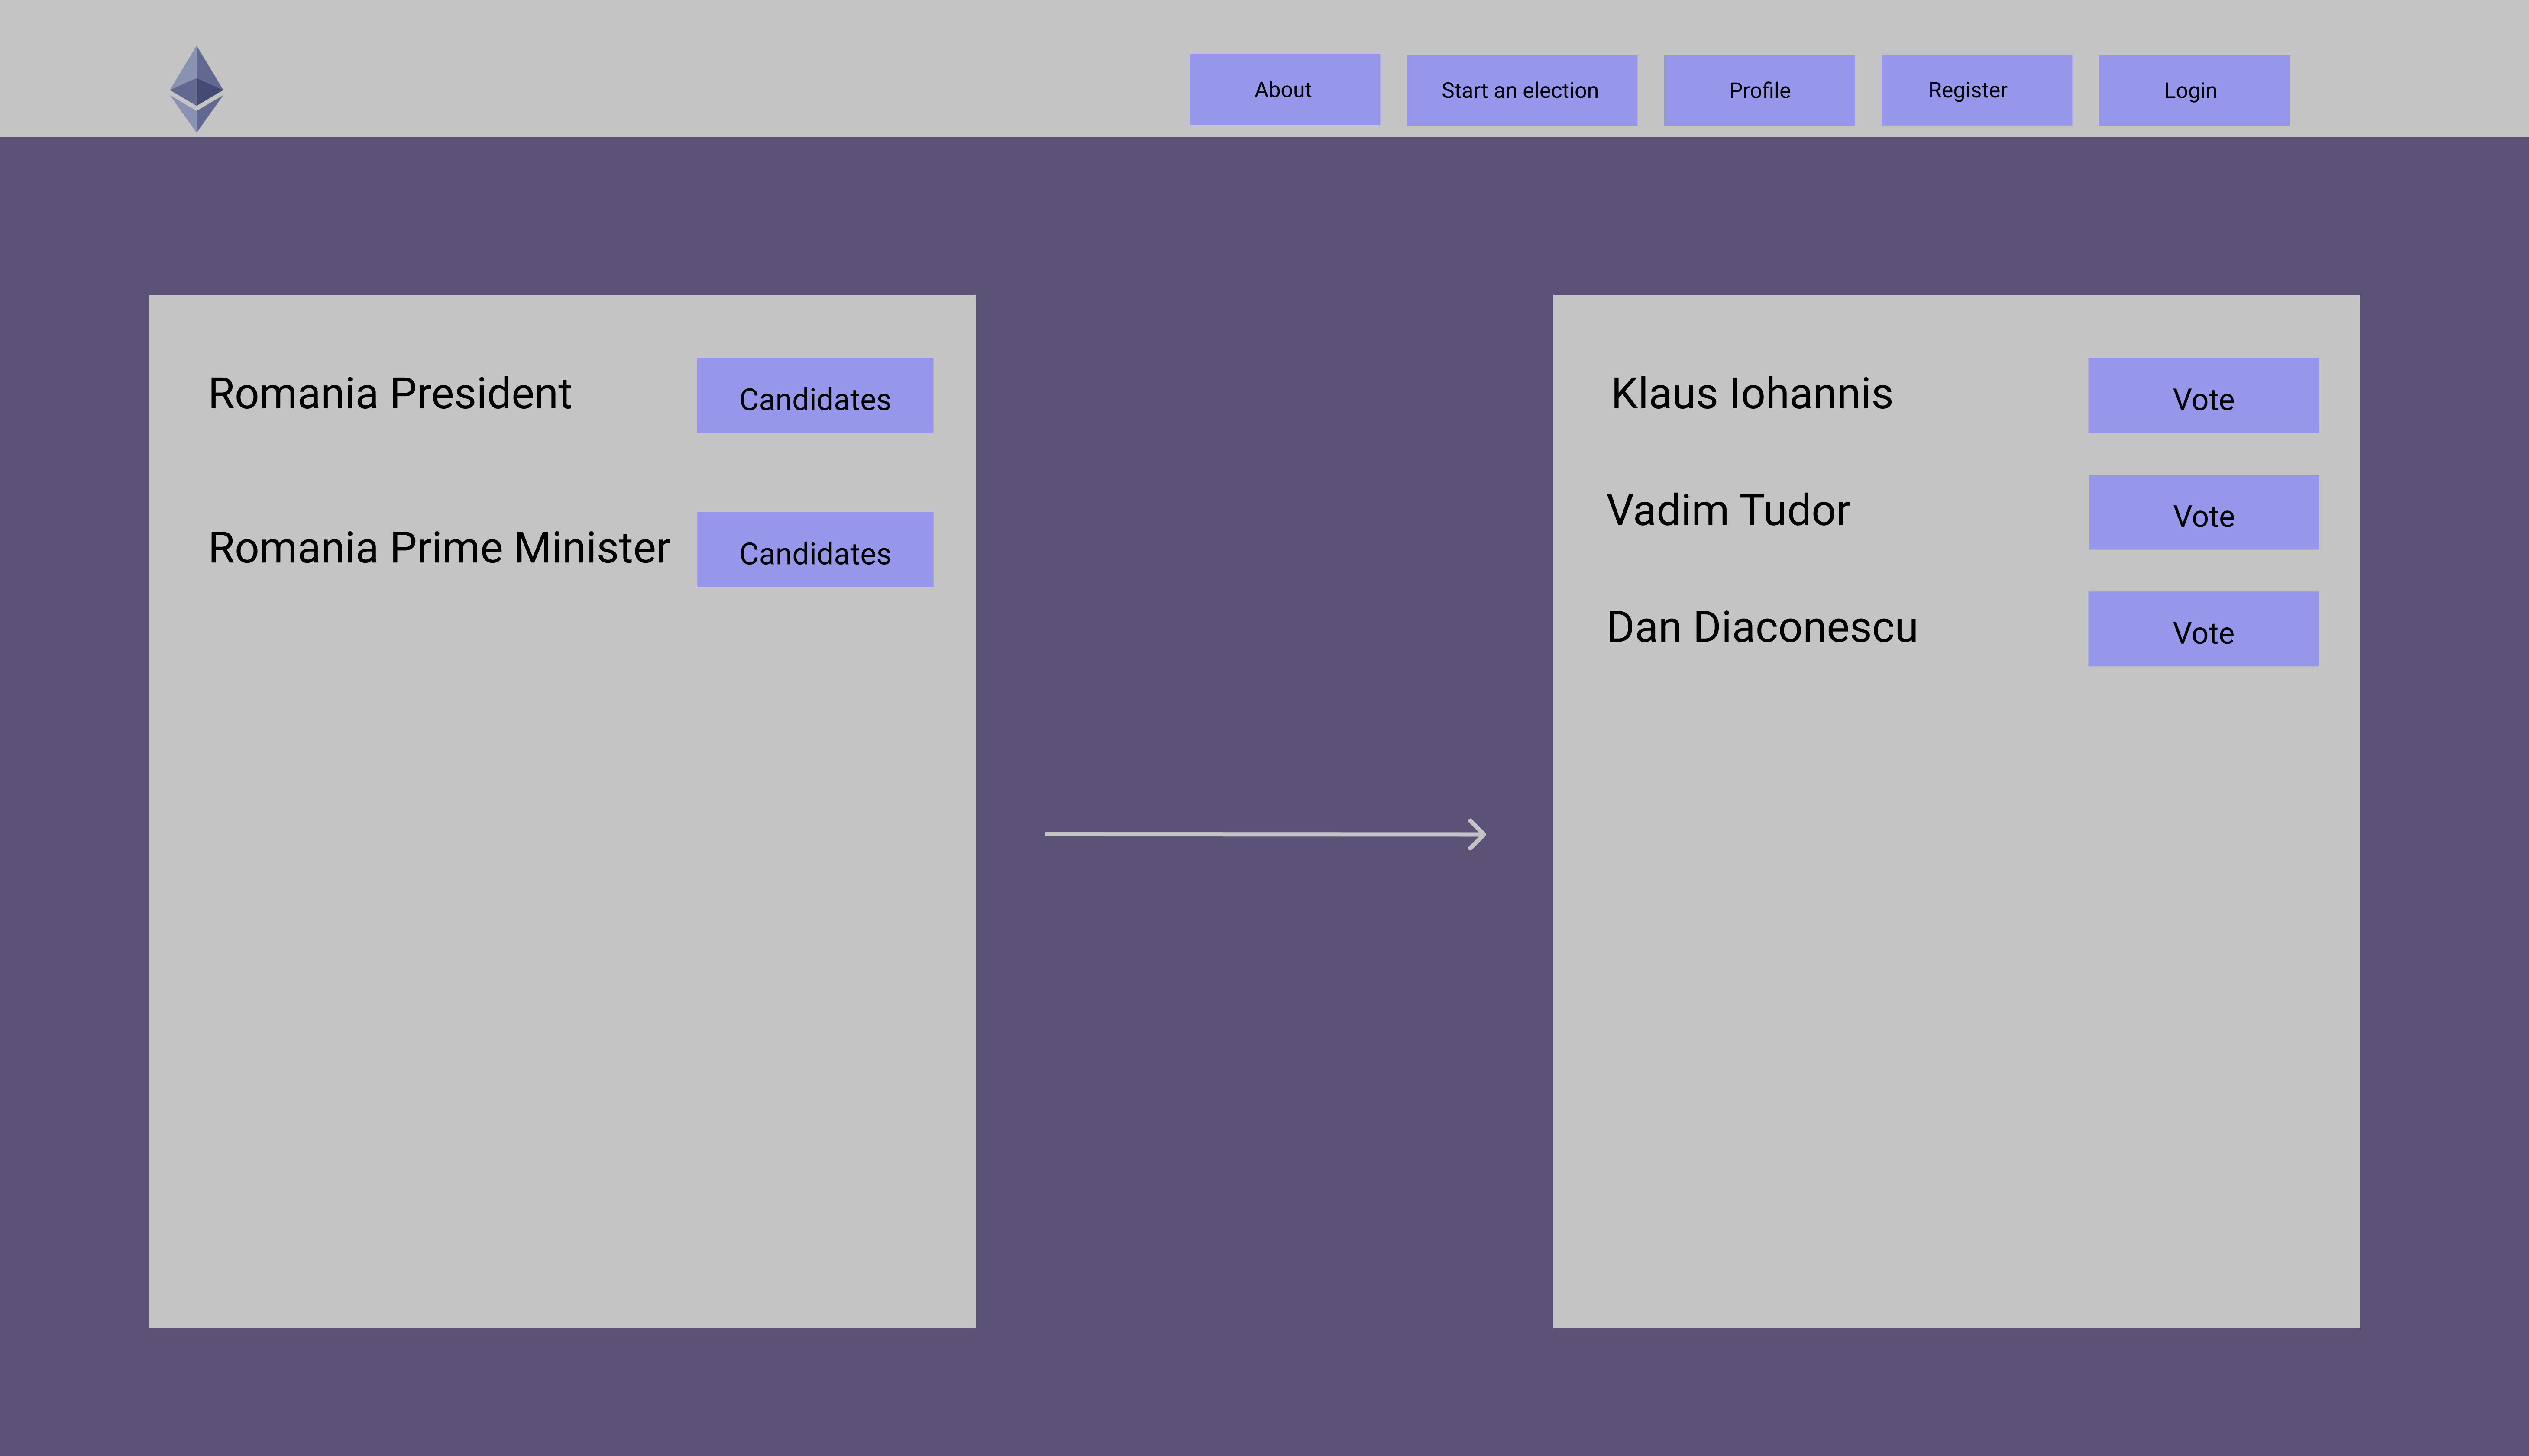 About
Start an election
Profile
Register
Login
Romania President
Candidates
Romania Prime Minister
Candidates
Klaus Iohannis
Vote
Vadim Tudor
Vote
Dan Diaconescu
Vote